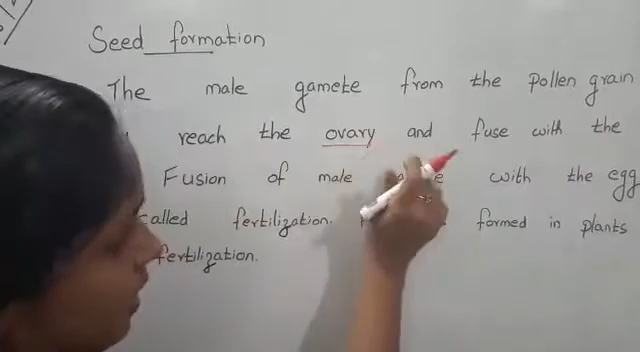 Seed formation
The male gamete from the pollen grain
reach the ovary and fuse with the
Fusion of male with the egg
called fertilization. formed in plants
fertilization.